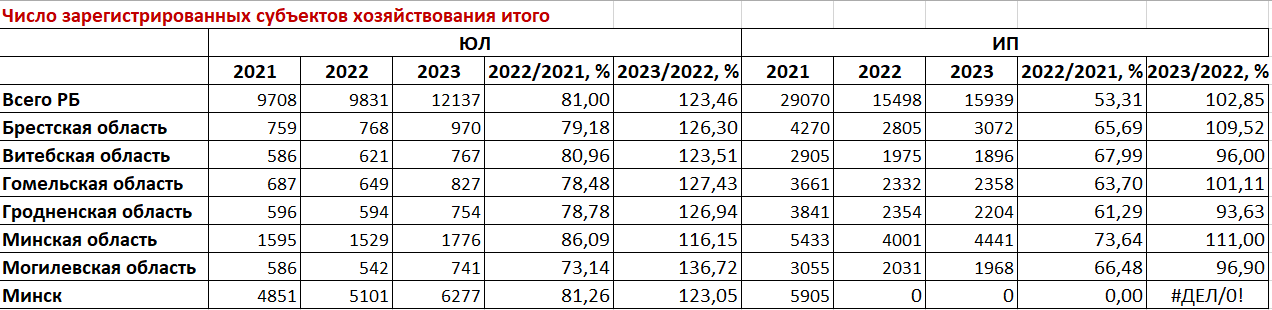 Число зарегистрированных субъектов хозяйствования итого
ЮЛ ИП
2021 2022 2023 2022/2021, % 2023/2022, % 2021 2022 2023 2022/2021, % 2023/2022, %
Всего РБ 9708 9831 12137 81,00 123,46 29070 15498 15939 53,31 102,85
Брестская область 759 768 970 79,18 126,30 4270 2805 3072 65,69 109,52
Витебская область 586 621 767 80,96 123,51 2905 1975 1896 67,99 96,00
Гомельская область 687 649 827 78,48 127,43 3661 2332 2358 63,70 101,11
Гродненская область 596 594 754 78,78 126,94 3841 2354 2204 61,29 93,63
Минская область 1595 1529 1776 86,09 116,15 5433 4001 4441 73,64 111,00
Могилевская область 586 542 741 73,14 136,72 3055 2031 1968 66,48 96,90
Минск 4851 5101 6277 81,26 123,05 5905 0 0 0,00 #ДЕЛ/0!